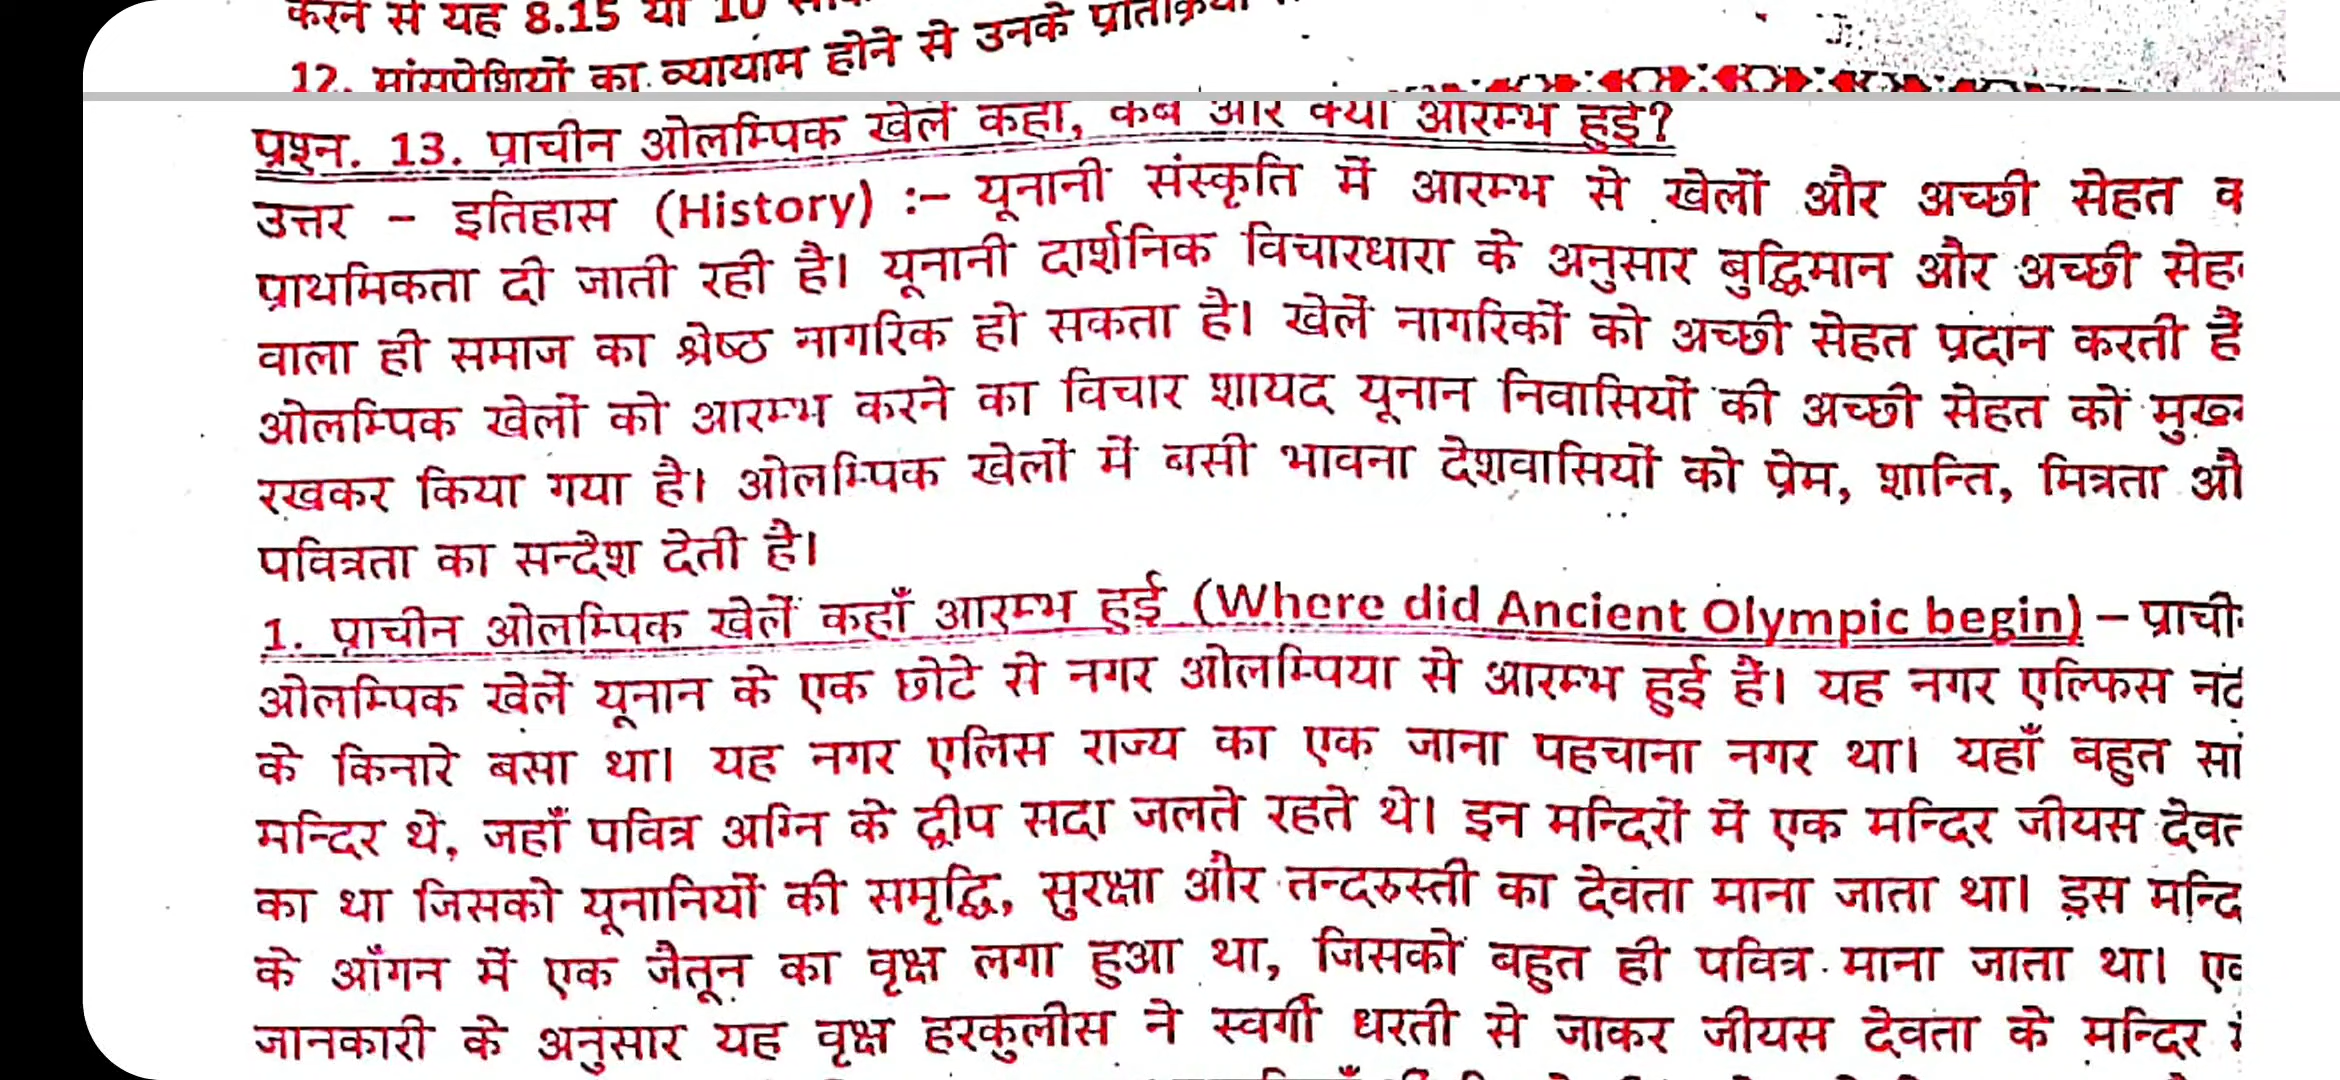 करने से यह 8.15 या 10
12. मांसपेशियों का व्यायाम होने से उनके
प्रश्न. 13. प्राचीन ओलम्पिक खेलें कहां, कब और क्यों आरम्भ हुई?
उत्तर – इतिहास (History) :– यूनानी संस्कृति में आरम्भ से खेलों और अच्छी सेहत
प्राथमिकता दी जाती रही है। यूनानी दार्शनिक विचारधारा के अनुसार बुद्धिमान और अच्छी
वाला ही समाज का श्रेष्ठ नागरिक हो सकता है। खेलें नागरिकों को अच्छी सेहत प्रदान करती हैं
ओलम्पिक खेलों को आरम्भ करने का विचार शायद यूनान निवासियों की अच्छी सेहत को
रखकर किया गया है। ओलम्पिक खेलों में बसी भावना देशवासियों को प्रेम, शान्ति, मित्रता
पवित्रता का सन्देश देती है।
1. प्राचीन ओलम्पिक खेलें कहाँ आरम्भ हुई (Where did Ancient Olympic begin) –
ओलम्पिक खेलें यूनान के एक छोटे से नगर ओलम्पिया से आरम्भ हुई है। यह नगर एल्फिस
के किनारे बसा था। यह नगर एलिस राज्य का एक जाना पहचाना नगर था। यहाँ बहुत
मन्दिर थे, जहाँ पवित्र अग्नि के द्वीप सदा जलते रहते थे। इन मन्दिरों में एक मन्दिर जीयस
का था जिसको यूनानियों की समृद्धि, सुरक्षा और तन्दरुस्ती का देवता माना जाता था। इस
के आँगन में एक जैतून का वृक्ष लगा हुआ था, जिसको बहुत ही पवित्र माना जाता था।
जानकारी के अनुसार यह वृक्ष हरकुलीस ने स्वर्गी धरती से जाकर जीयस देवता के मन्दिर